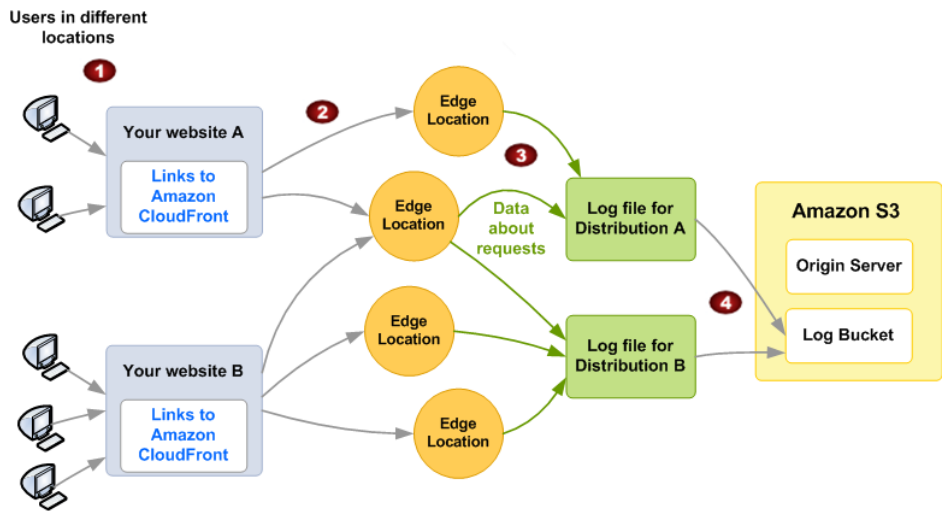 Users in different
locations
1
Your website A
Links to
Amazon
CloudFront
2
Edge
Location
3
Edge
Location
Data
about
requests
Log file for
Distribution A
Amazon S3
Origin Server
Log Bucket
4
Your website B
Links to
Amazon
CloudFront
Edge
Location
Edge
Location
Log file for
Distribution B